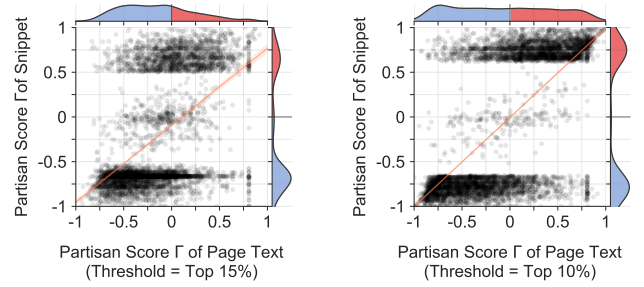 Partisan Score Γ of Snippet
1
0.5
0
-0.5
-1
-1 -0.5 0 0.5 1
Partisan Score Γ of Page Text
(Threshold = Top 15%)
Partisan Score Γ of Snippet
1
0.5
0
-0.5
-1
-1 -0.5 0 0.5 1
Partisan Score Γ of Page Text
(Threshold = Top 10%)